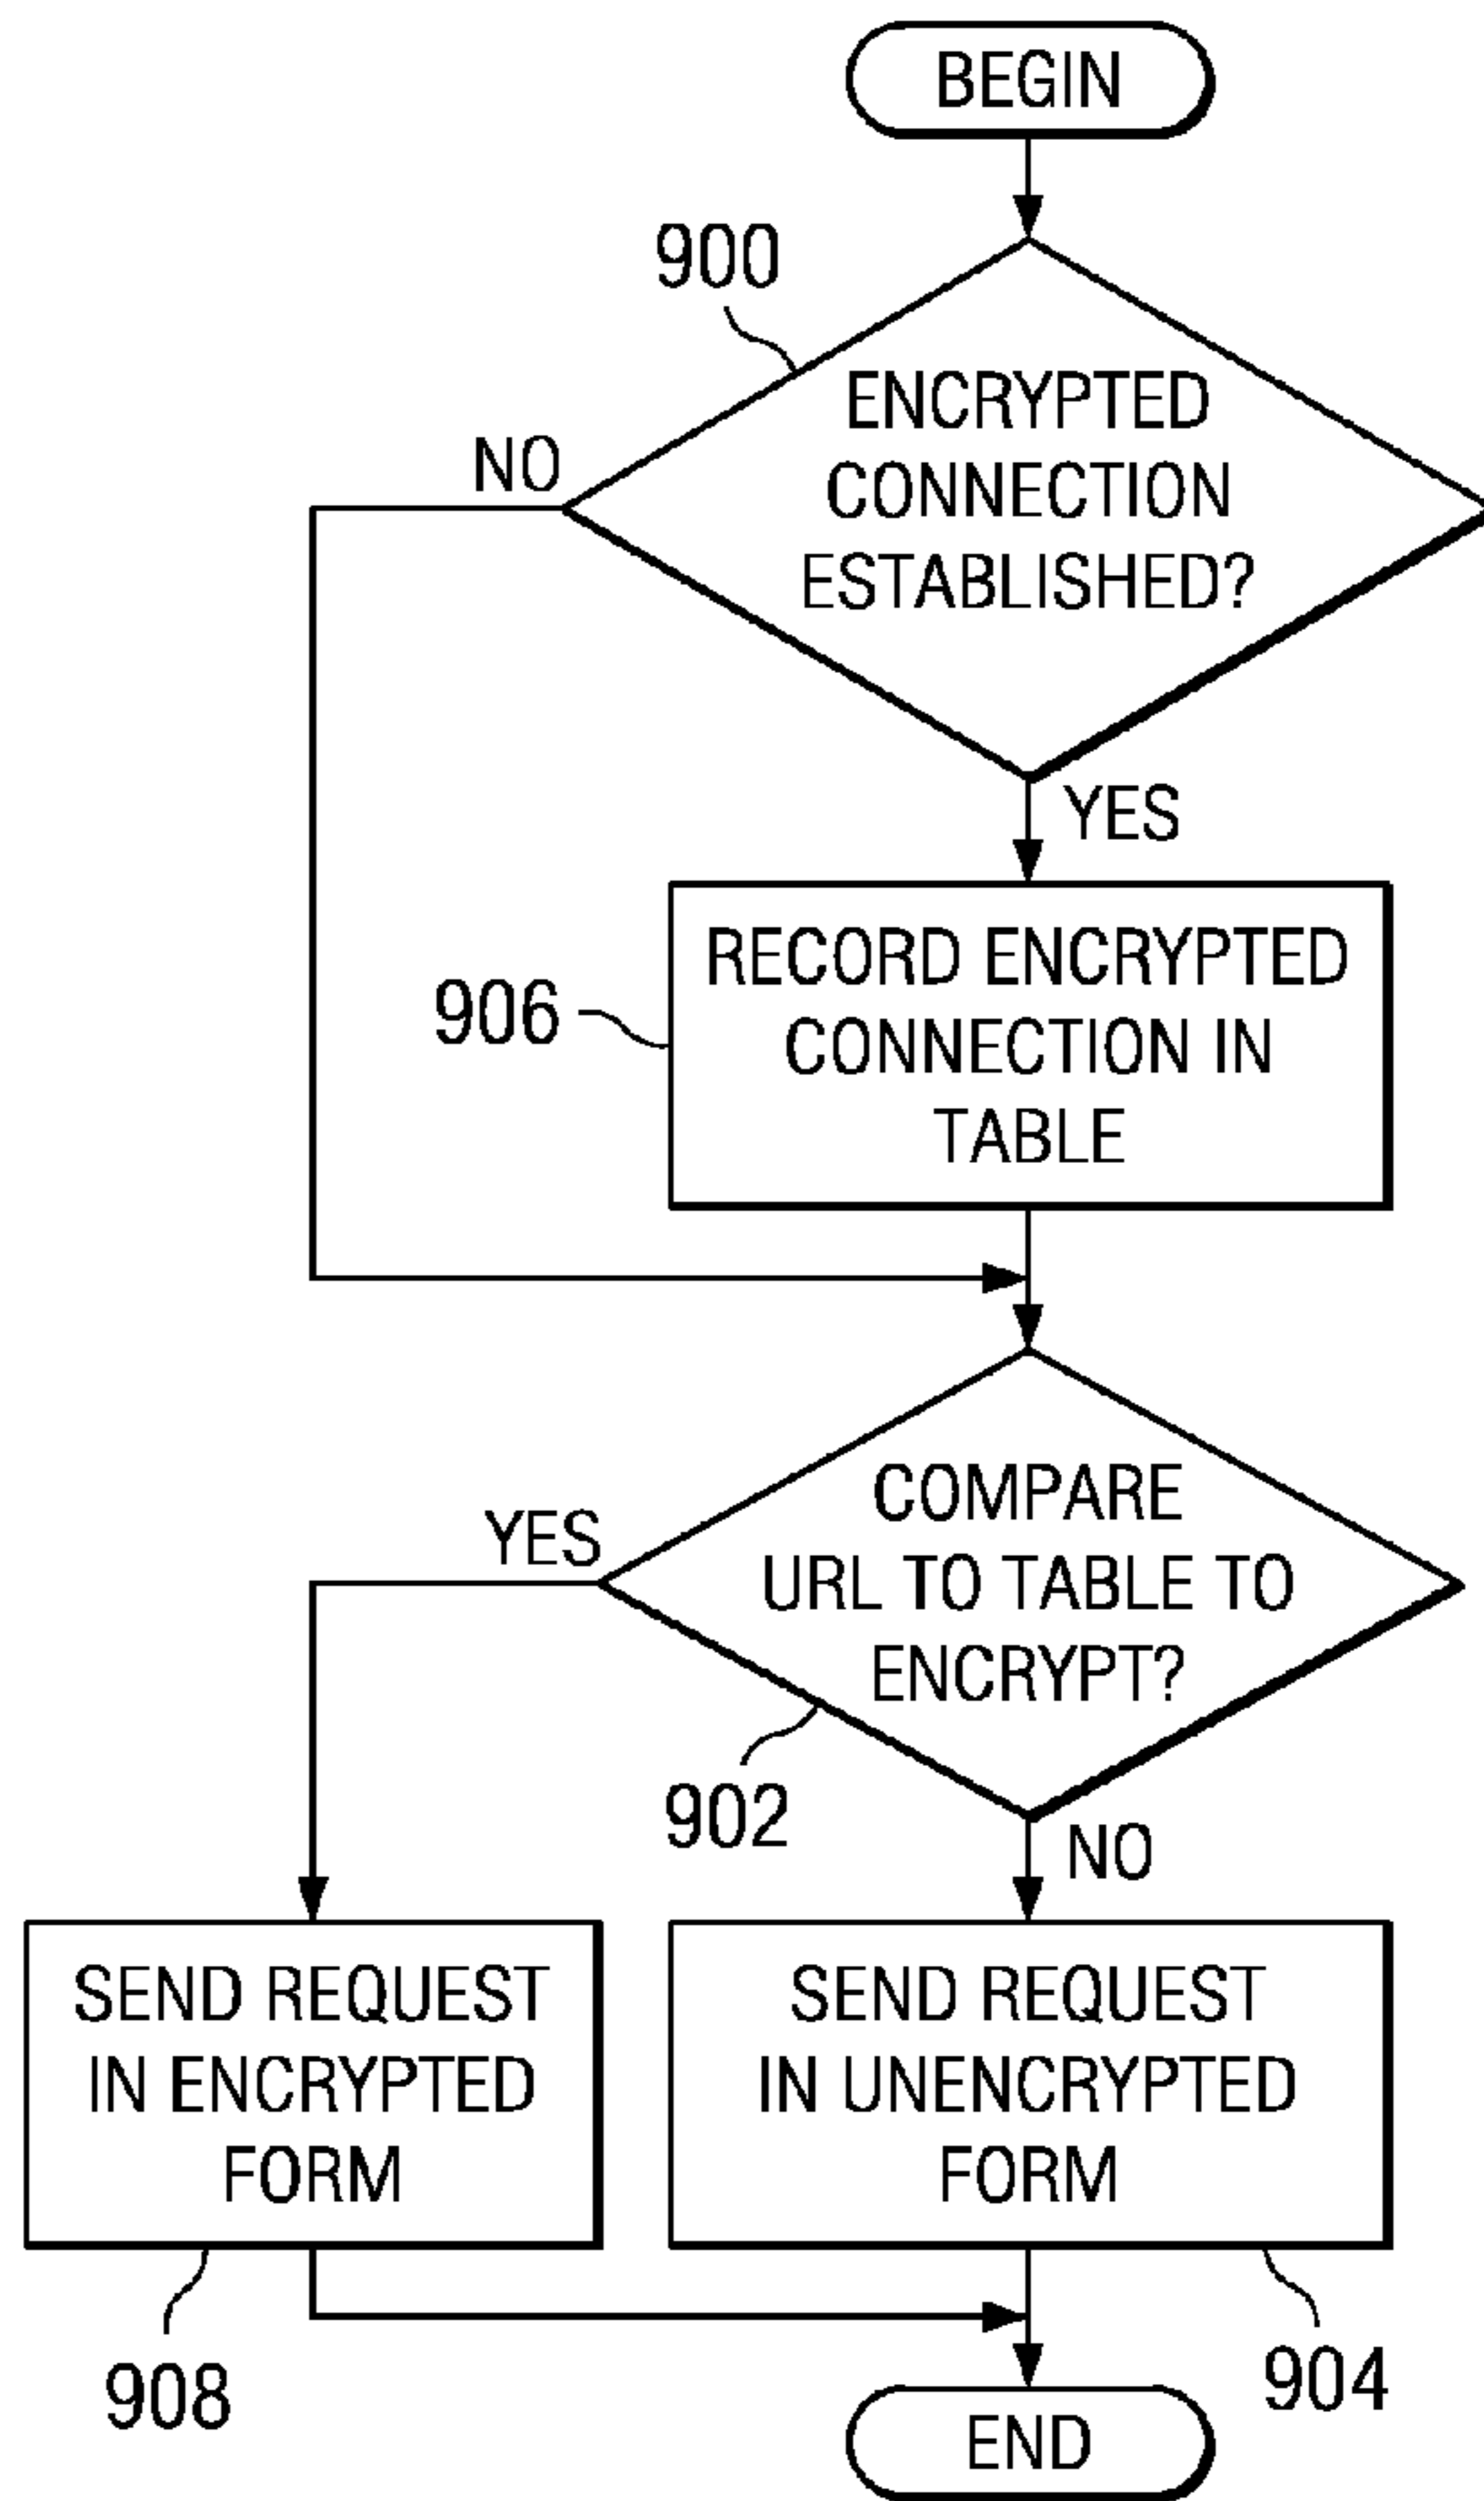 BEGIN
900
ENCRYPTED
CONNECTION
ESTABLISHED?
NO
YES
RECORD ENCRYPTED
CONNECTION IN
TABLE
906
COMPARE
URL TO TABLE TO
ENCRYPT?
YES
902
NO
SEND REQUEST
IN ENCRYPTED
FORM
SEND REQUEST
IN UNENCRYPTED
FORM
908
904
END